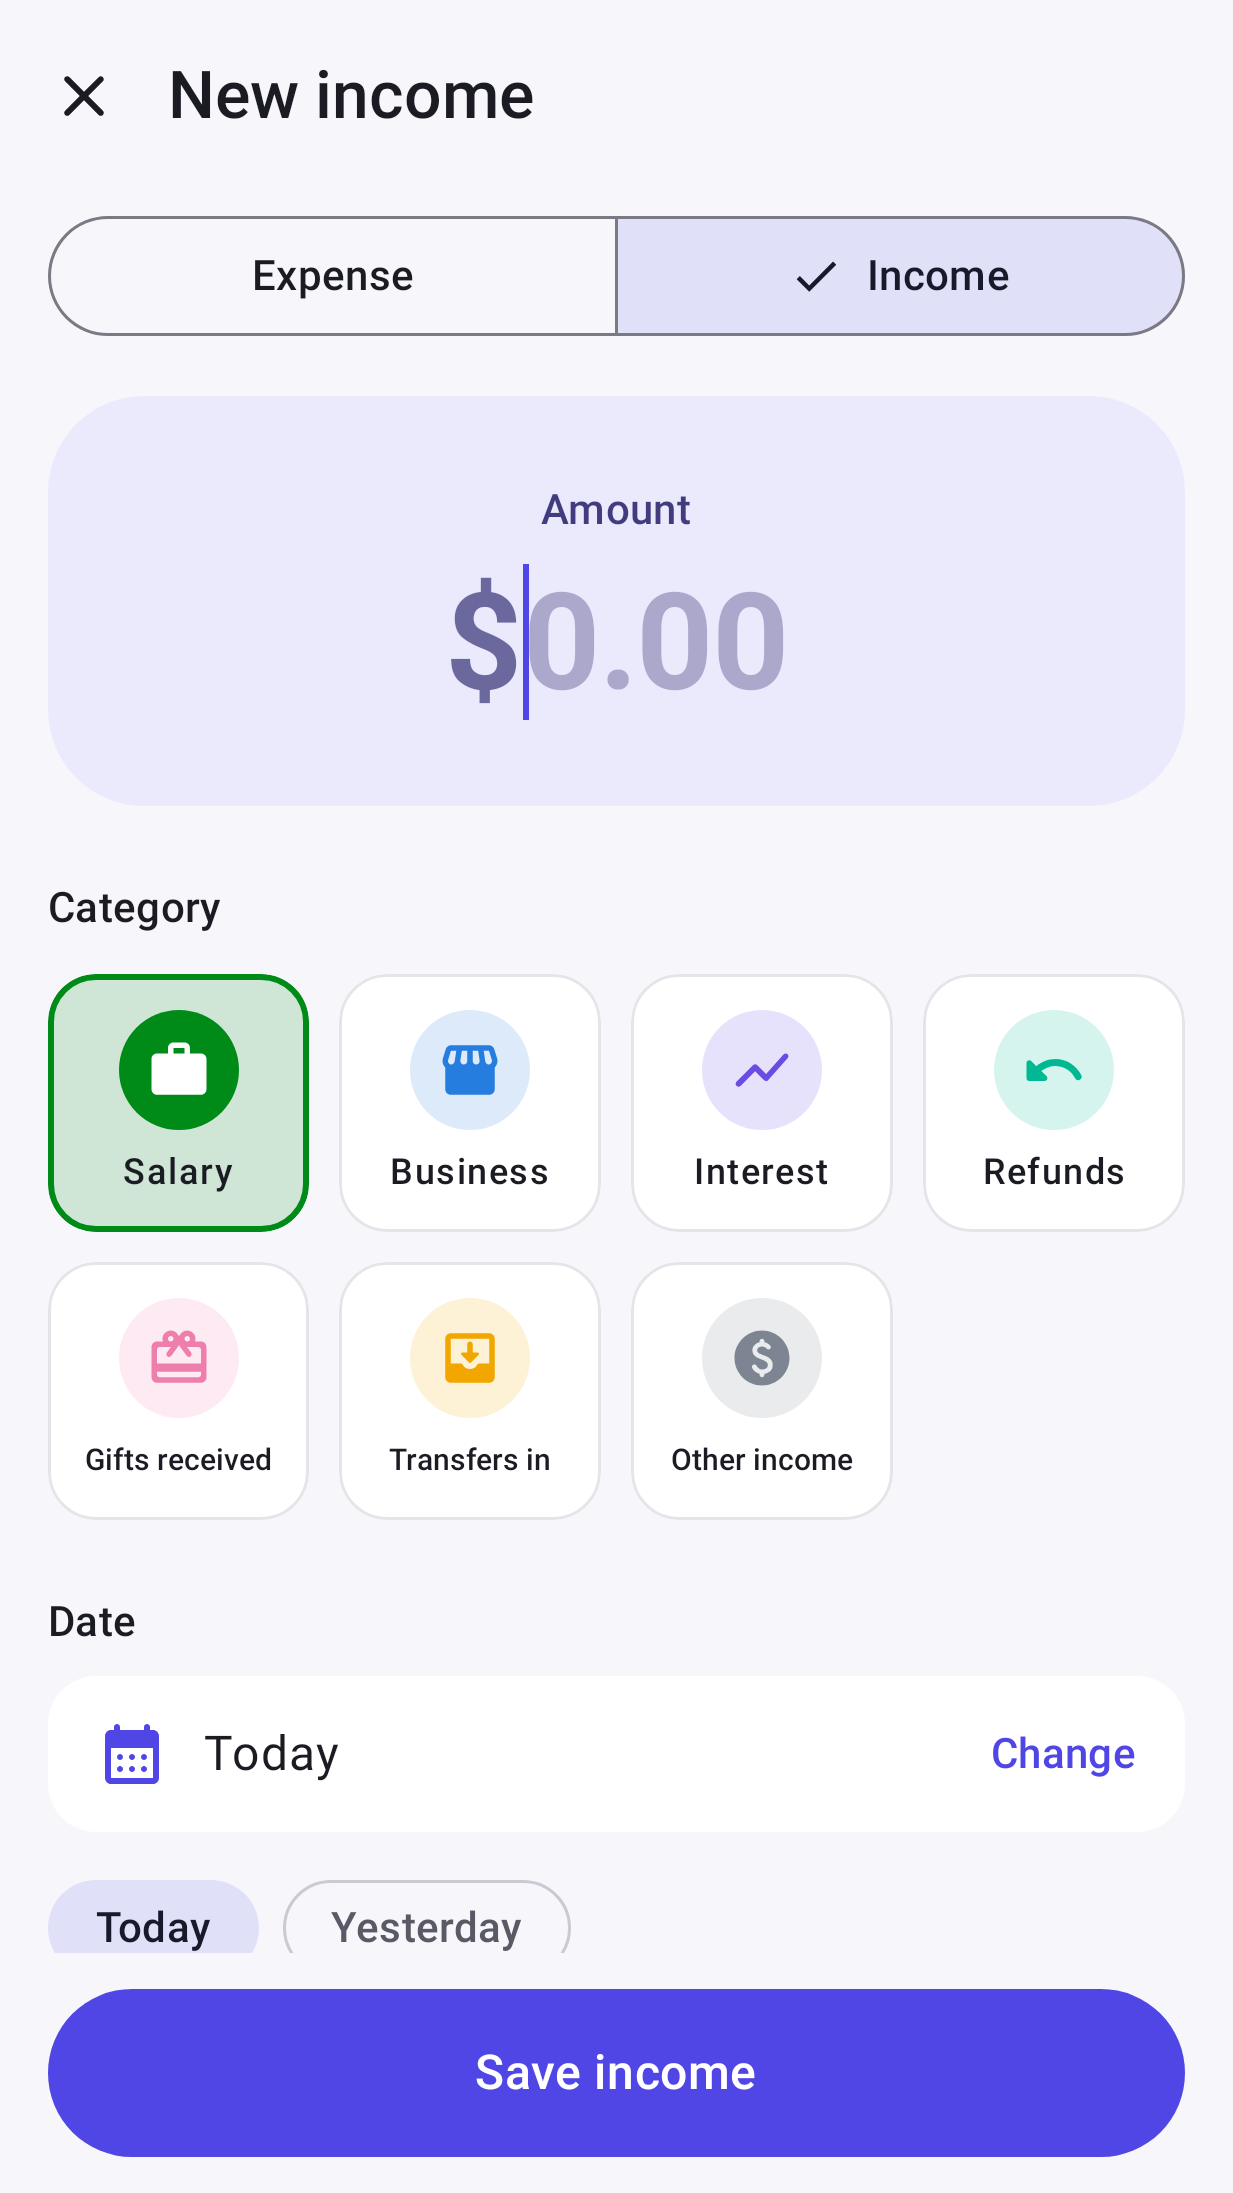 New income
Expense
Income
Amount
$0.00
Category
Salary
Business
Interest
Refunds
Gifts received
Transfers in
Other income
Date
Today
Change
Today
Yesterday
Save income